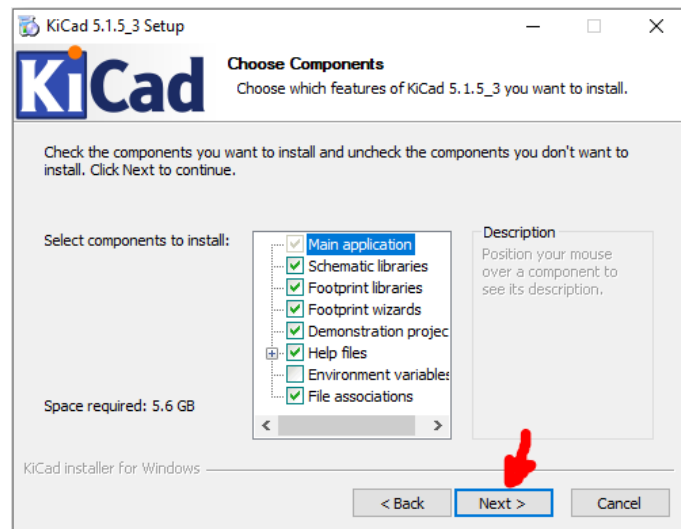 KiCad 5.1.5_3 Setup
KiCad
Choose Components
Choose which features of KiCad 5.1.5_3 you want to install.
Check the components you want to install and uncheck the components you don't want to
install. Click Next to continue.
Select components to install:
Main application
Schematic libraries
Footprint libraries
Footprint wizards
Demonstration projec
Help files
Environment variables
File associations
Description
Position your mouse
over a component to
see its description.
Space required: 5.6 GB
KiCad installer for Windows
< Back
Next >
Cancel